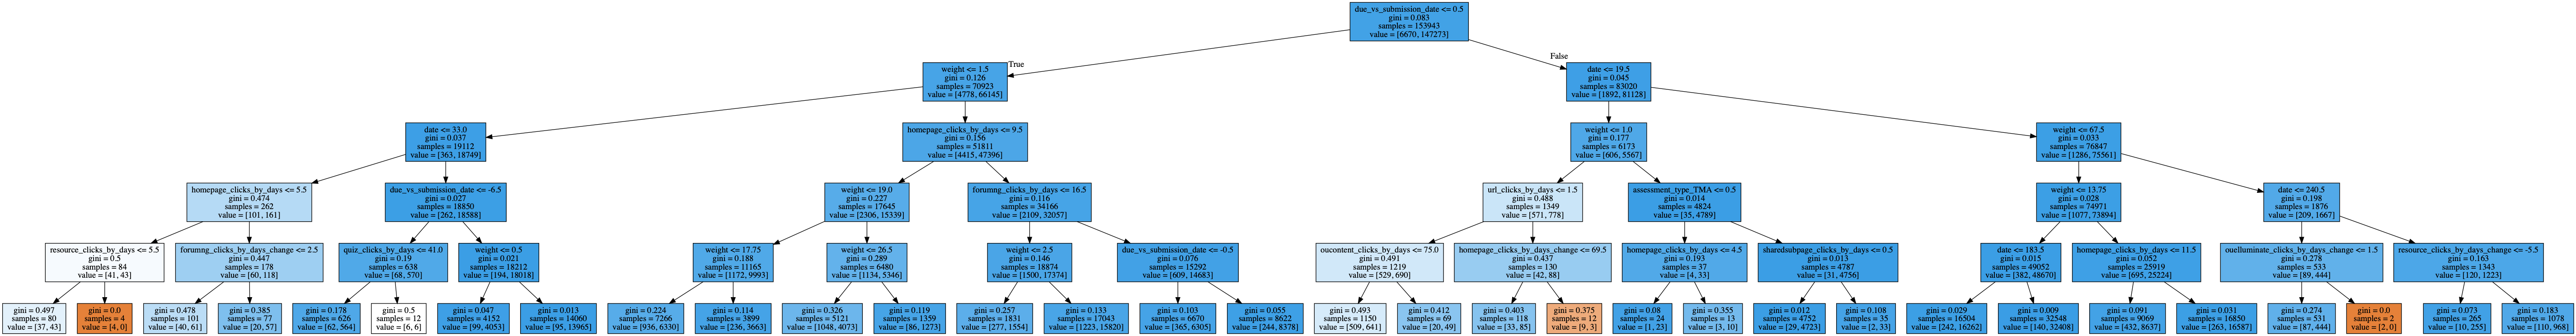 due_vs_submission_date <= 0.5
gini = 0.083
samples = 153943
value = [6670, 147273]
True
False
weight <= 1.5
gini = 0.126
samples = 70923
value = [4778, 66145]
date <= 19.5
gini = 0.045
samples = 83020
value = [1892, 81128]
date <= 33.0
gini = 0.037
samples = 19112
value = [363, 18749]
homepage_clicks_by_days <= 9.5
gini = 0.156
samples = 51811
value = [4415, 47396]
weight <= 1.0
gini = 0.177
samples = 6173
value = [606, 5567]
weight <= 67.5
gini = 0.033
samples = 76847
value = [1286, 75561]
homepage_clicks_by_days <= 5.5
gini = 0.474
samples = 262
value = [101, 161]
due_vs_submission_date <= -6.5
gini = 0.027
samples = 18850
value = [262, 18588]
weight <= 19.0
gini = 0.227
samples = 17645
value = [2306, 15339]
forumng_clicks_by_days <= 16.5
gini = 0.116
samples = 34166
value = [2109, 32057]
url_clicks_by_days <= 1.5
gini = 0.488
samples = 1349
value = [571, 778]
assessment_type_TMA <= 0.5
gini = 0.014
samples = 4824
value = [35, 4789]
weight <= 13.75
gini = 0.028
samples = 74971
value = [1077, 73894]
date <= 240.5
gini = 0.198
samples = 1876
value = [209, 1667]
resource_clicks_by_days <= 5.5
gini = 0.5
samples = 84
value = [41, 43]
forumng_clicks_by_days_change <= 2.5
gini = 0.447
samples = 178
value = [60, 118]
quiz_clicks_by_days <= 41.0
gini = 0.19
samples = 638
value = [68, 570]
weight <= 0.5
gini = 0.021
samples = 18212
value = [194, 18018]
weight <= 17.75
gini = 0.188
samples = 11165
value = [1172, 9993]
weight <= 26.5
gini = 0.289
samples = 6480
value = [1134, 5346]
weight <= 2.5
gini = 0.146
samples = 18874
value = [1500, 17374]
due_vs_submission_date <= -0.5
gini = 0.076
samples = 15292
value = [609, 14683]
oucontent_clicks_by_days <= 75.0
gini = 0.491
samples = 1219
value = [529, 690]
homepage_clicks_by_days_change <= 69.5
gini = 0.437
samples = 130
value = [42, 88]
homepage_clicks_by_days <= 4.5
gini = 0.193
samples = 37
value = [4, 33]
sharedsubpage_clicks_by_days <= 0.5
gini = 0.013
samples = 4787
value = [31, 4756]
date <= 183.5
gini = 0.015
samples = 49052
value = [382, 48670]
homepage_clicks_by_days <= 11.5
gini = 0.052
samples = 25919
value = [695, 25224]
ouelluminate_clicks_by_days_change <= 1.5
gini = 0.278
samples = 533
value = [89, 444]
resource_clicks_by_days_change <= -5.5
gini = 0.163
samples = 1343
value = [120, 1223]
gini = 0.497
samples = 80
value = [37, 43]
gini = 0.0
samples = 4
value = [4, 0]
gini = 0.478
samples = 101
value = [40, 61]
gini = 0.385
samples = 77
value = [20, 57]
gini = 0.178
samples = 626
value = [62, 564]
gini = 0.5
samples = 12
value = [6, 6]
gini = 0.047
samples = 4152
value = [99, 4053]
gini = 0.013
samples = 14060
value = [95, 13965]
gini = 0.224
samples = 7266
value = [936, 6330]
gini = 0.114
samples = 3899
value = [236, 3663]
gini = 0.326
samples = 5121
value = [1048, 4073]
gini = 0.119
samples = 1359
value = [86, 1273]
gini = 0.257
samples = 1831
value = [277, 1554]
gini = 0.133
samples = 17043
value = [1223, 15820]
gini = 0.103
samples = 6670
value = [365, 6305]
gini = 0.055
samples = 8622
value = [244, 8378]
gini = 0.493
samples = 1150
value = [509, 641]
gini = 0.412
samples = 69
value = [20, 49]
gini = 0.403
samples = 118
value = [33, 85]
gini = 0.375
samples = 12
value = [9, 3]
gini = 0.08
samples = 24
value = [1, 23]
gini = 0.355
samples = 13
value = [3, 10]
gini = 0.012
samples = 4752
value = [29, 4723]
gini = 0.108
samples = 35
value = [2, 33]
gini = 0.029
samples = 16504
value = [242, 16262]
gini = 0.009
samples = 32548
value = [140, 32408]
gini = 0.091
samples = 9069
value = [432, 8637]
gini = 0.031
samples = 16850
value = [263, 16587]
gini = 0.274
samples = 531
value = [87, 444]
gini = 0.0
samples = 2
value = [2, 0]
gini = 0.073
samples = 265
value = [10, 255]
gini = 0.183
samples = 1078
value = [110, 968]